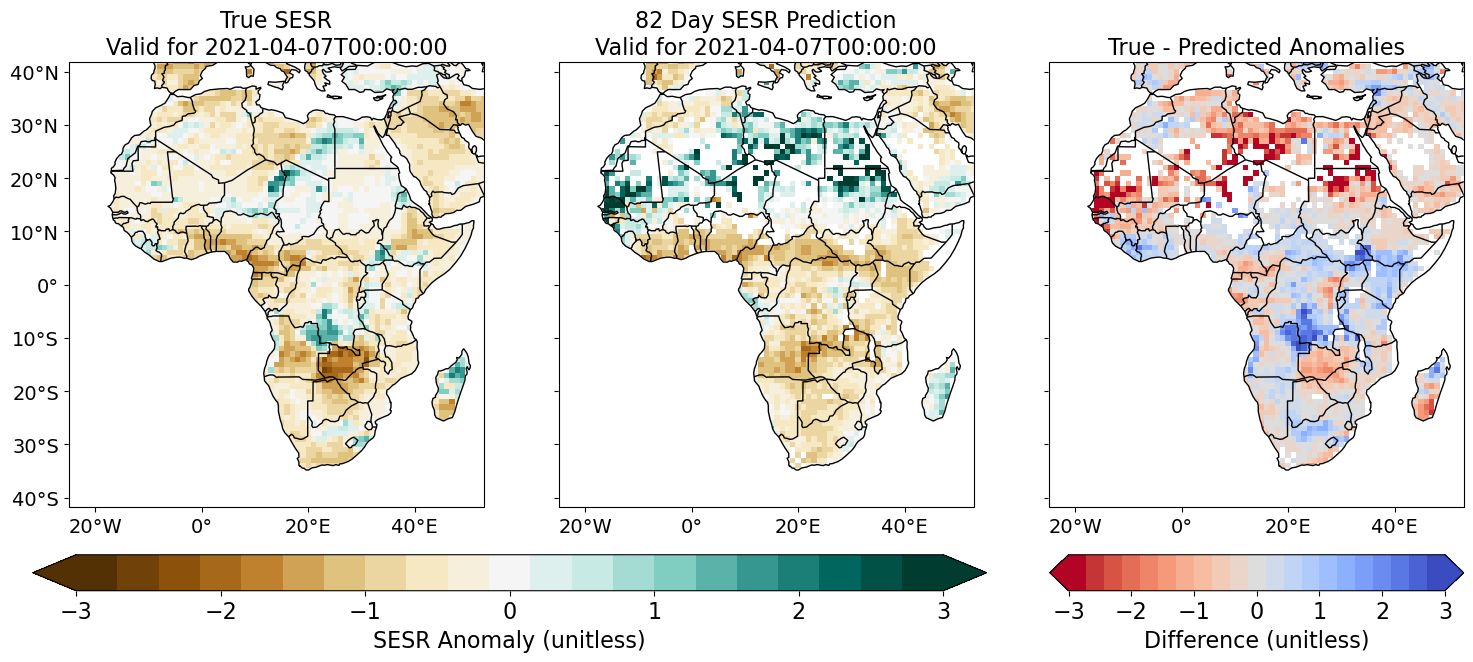 True SESR
Valid for 2021-04-07T00:00:00
82 Day SESR Prediction
Valid for 2021-04-07T00:00:00
True - Predicted Anomalies
40°N
30°N
20°N
10°N
0°
10°S
20°S
30°S
40°S
20°W 0° 20°E 40°E
20°W 0° 20°E 40°E
20°W 0° 20°E 40°E
−3 −2 −1 0 1 2 3
SESR Anomaly (unitless)
−3 −2 −1 0 1 2 3
Difference (unitless)